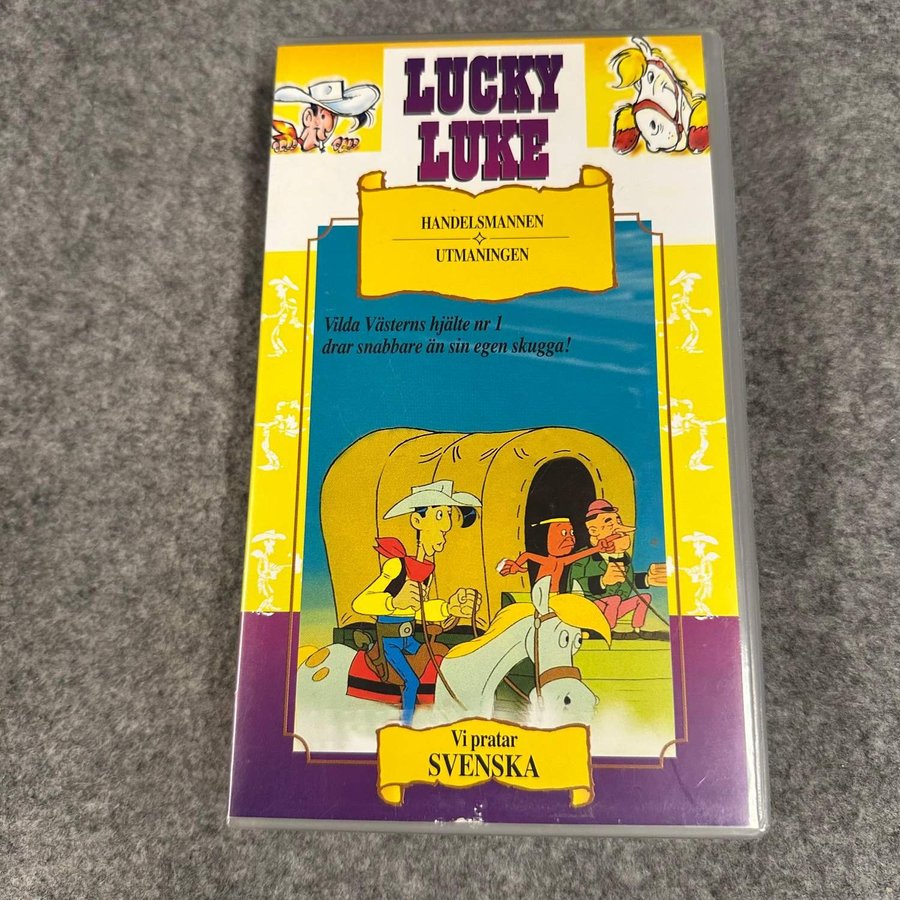 LUCKY
LUKE
HANDELSMANNEN
UTMANINGEN
Vilda Västerns hjälte nr 1
drar snabbare än sin egen skugga!
Vi pratar
SVENSKA